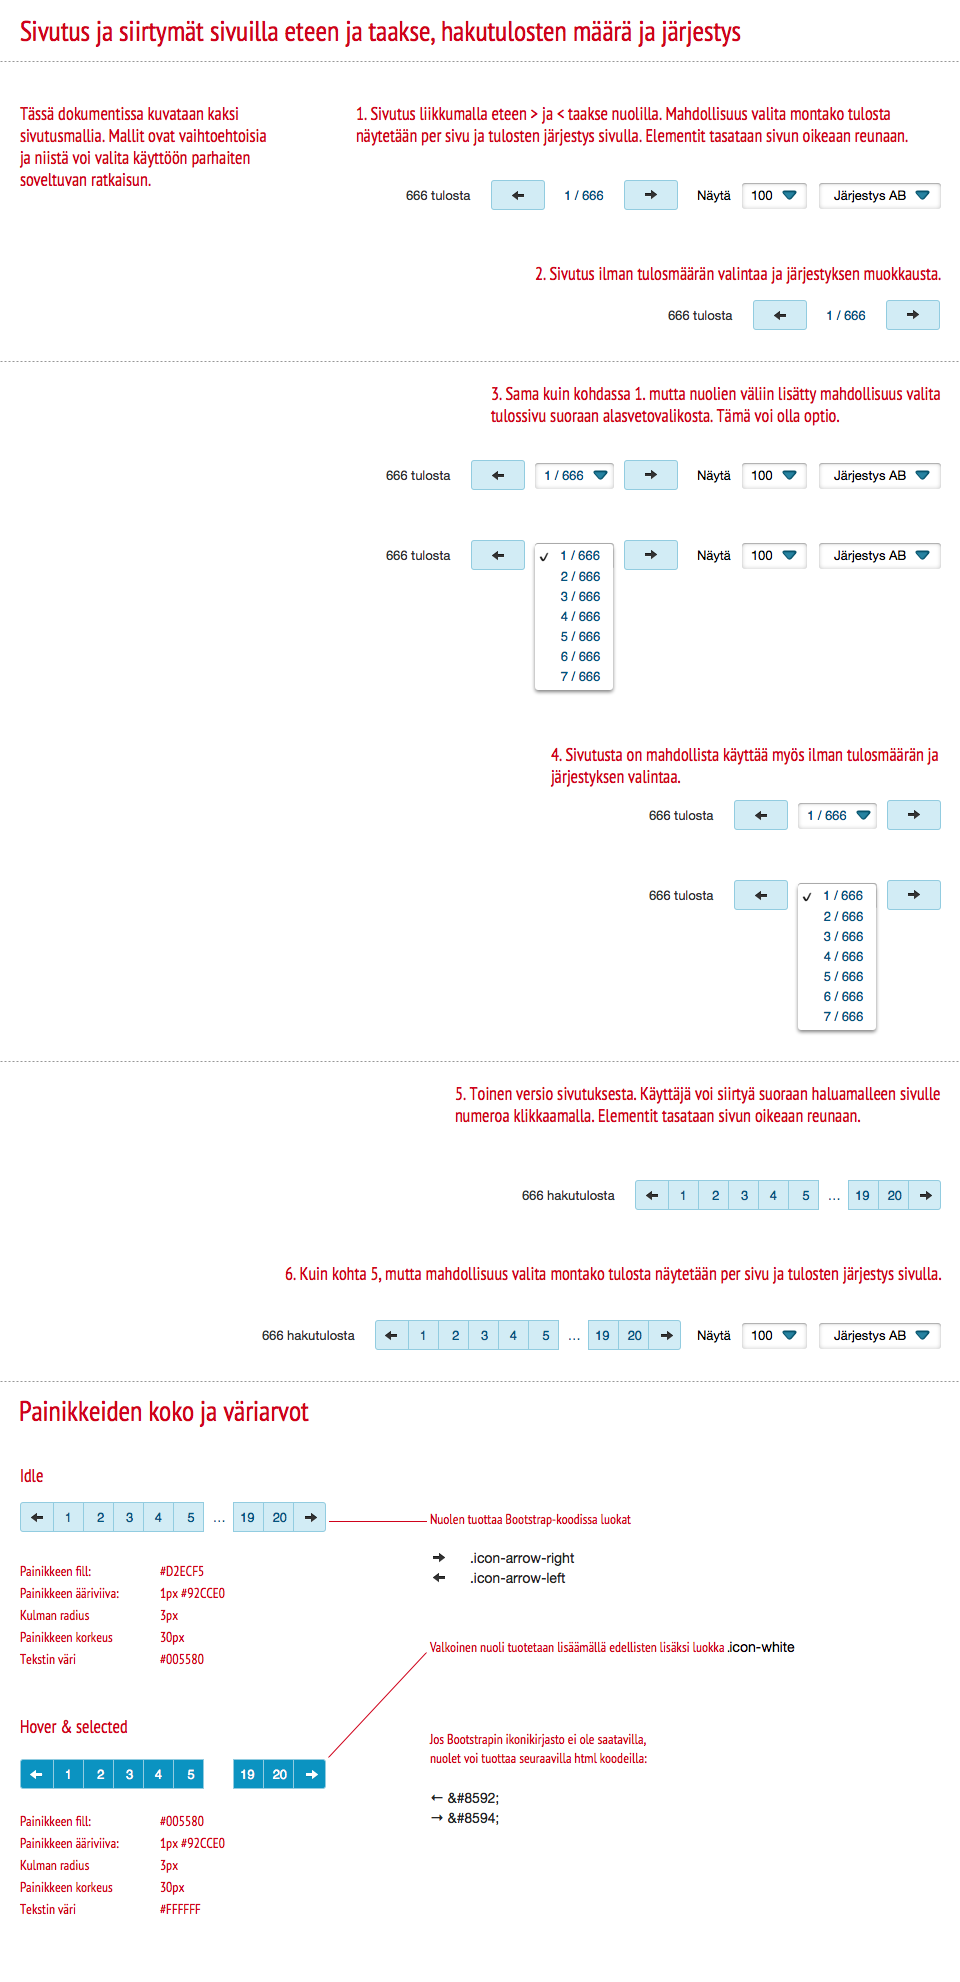 Sivutus ja siirtymät sivuilla eteen ja taakse, hakutulosten määrä ja järjestys
Tässä dokumentissa kuvataan kaksi
sivutusmallia. Mallit ovat vaihtoehtoisia
ja niistä voi valita käyttöön parhaiten
soveltuvan ratkaisun.
1. Sivutus liikkumalla eteen > ja < taakse nuolilla. Mahdollisuus valita montako tulosta
näytetään per sivu ja tulosten järjestys sivulla. Elementit tasataan sivun oikeaan reunaan.
666 tulosta ← 1 / 666 → Näytä 100 Järjestys AB
2. Sivutus ilman tulosmäärän valintaa ja järjestyksen muokkausta.
666 tulosta ← 1 / 666 →
3. Sama kuin kohdassa 1. mutta nuolien väliin lisätty mahdollisuus valita
tulossivu suoraan alasvetovalikosta. Tämä voi olla optio.
666 tulosta ← 1 / 666 → Näytä 100 Järjestys AB
666 tulosta ← ✓ 1 / 666 → Näytä 100 Järjestys AB
2 / 666
3 / 666
4 / 666
5 / 666
6 / 666
7 / 666
4. Sivutusta on mahdollista käyttää myös ilman tulosmäärän ja
järjestyksen valintaa.
666 tulosta ← 1 / 666 →
666 tulosta ← ✓ 1 / 666 →
2 / 666
3 / 666
4 / 666
5 / 666
6 / 666
7 / 666
5. Toinen versio sivutuksesta. Käyttäjä voi siirtyä suoraan haluamalleen sivulle
numeroa klikkaamalla. Elementit tasataan sivun oikeaan reunaan.
666 hakutulosta ← 1 2 3 4 5 ... 19 20 →
6. Kuin kohta 5, mutta mahdollisuus valita montako tulosta näytetään per sivu ja tulosten järjestys sivulla.
666 hakutulosta ← 1 2 3 4 5 ... 19 20 → Näytä 100 Järjestys AB
Painikkeiden koko ja väriarvot
Idle
← 1 2 3 4 5 ... 19 20 →
Painikkeen fill: #D2ECF5
Painikkeen ääriviiva: 1px #92CCE0
Kulman radius 3px
Painikkeen korkeus 30px
Tekstin väri #005580
Nuolen tuottaa Bootstrap-koodissa luokat
→ .icon-arrow-right
← .icon-arrow-left
Valkoinen nuoli tuotetaan lisäämällä edellisten lisäksi luokka .icon-white
Hover & selected
← 1 2 3 4 5 19 20 →
Painikkeen fill: #005580
Painikkeen ääriviiva: 1px #92CCE0
Kulman radius 3px
Painikkeen korkeus 30px
Tekstin väri #FFFFFF
Jos Bootstrapin ikonikirjasto ei ole saatavilla,
nuolet voi tuottaa seuraavilla html koodeilla:
← &#8592;
→ &#8594;